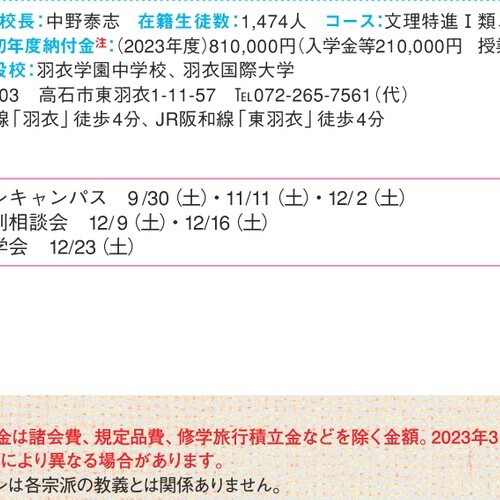 校長：中野泰志　在籍生徒数：1,474人　コース：文理特進Ⅰ類
初年度納付金注：（2023年度）810,000円（入学金等210,000円　授
設校：羽衣学園中学校、羽衣国際大学
03　高石市東羽衣1-11-57　℡072-265-7561（代）
線「羽衣」徒歩4分、JR阪和線「東羽衣」徒歩4分
キャンパス　9/30（土）・11/11（土）・12/2（土）
別相談会　12/9（土）・12/16（土）
学会　12/23（土）
金は諸会費、規定品費、修学旅行積立金などを除く金額。2023年3
により異なる場合があります。
は各宗派の教義とは関係ありません。